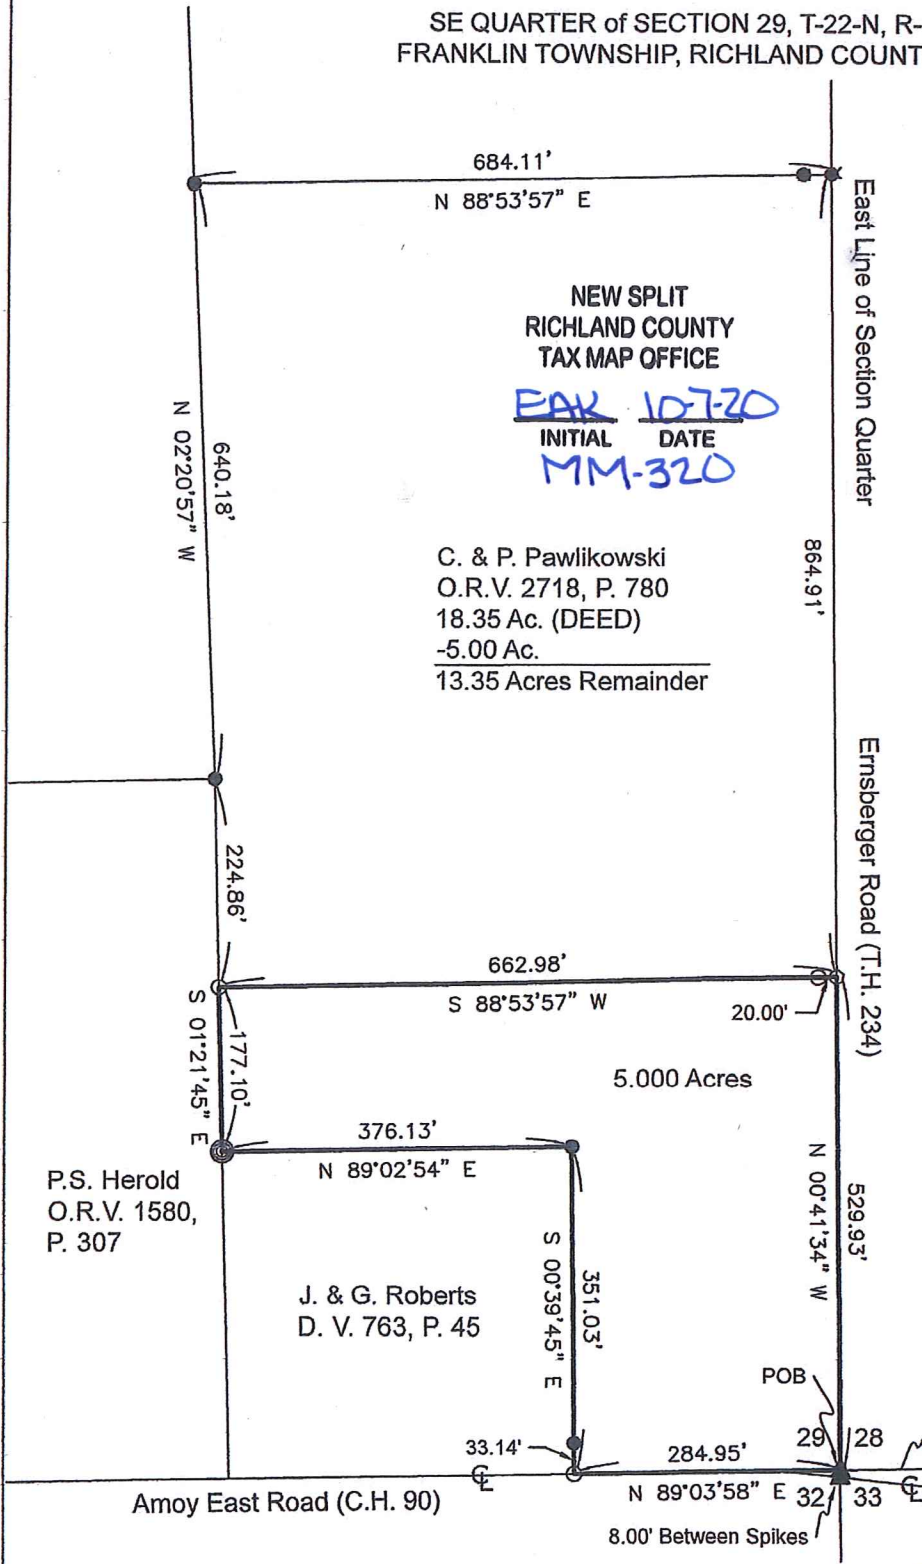 SE QUARTER of SECTION 29, T-22-N, R-
FRANKLIN TOWNSHIP, RICHLAND COUNT
684.11'
N 88°53'57" E
East Line of Section Quarter
NEW SPLIT
RICHLAND COUNTY
TAX MAP OFFICE
EAK 10-7-20
INITIAL DATE
MM-320
640.18'
N 02°20'57" W
C. & P. Pawlikowski
O.R.V. 2718, P. 780
18.35 Ac. (DEED)
-5.00 Ac.
13.35 Acres Remainder
864.91'
Ernsberger Road (T.H. 234)
224.86'
662.98'
S 88°53'57" W
20.00'
177.10'
S 01°21'45" E
5.000 Acres
376.13'
N 89°02'54" E
P.S. Herold
O.R.V. 1580,
P. 307
529.93'
N 00°41'34" W
351.03'
S 00°39'45" E
J. & G. Roberts
D. V. 763, P. 45
POB
29 28
33.14'
284.95'
N 89°03'58" E
32 33
Amoy East Road (C.H. 90)
8.00' Between Spikes